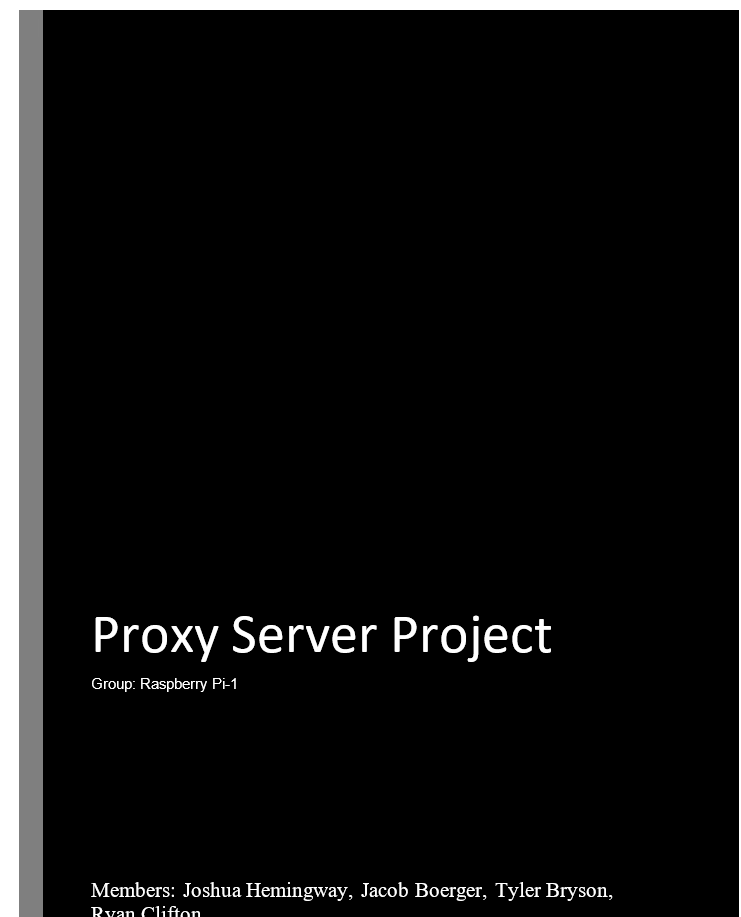 Proxy Server Project
Group: Raspberry Pi-1
Members: Joshua Hemingway, Jacob Boerger, Tyler Bryson,
Ryan Clifton